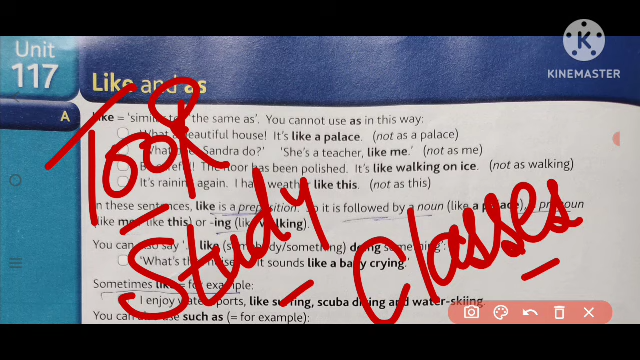 Unit
117
KINEMASTER
Like and as
A
like = 'similar to', 'the same as'. You cannot use as in this way:
What a beautiful house! It's like a palace. (not as a palace)
'What does Sandra do?' 'She's a teacher, like me.' (not as me)
Be careful! The floor has been polished. It's like walking on ice. (not as walking)
It's raining again. I hate weather like this. (not as this)
In these sentences, like is a preposition. So it is followed by a noun (like a palace), a pronoun
(like me / like this) or -ing (like walking).
You can also say '... like (somebody/something) doing something':
'What's that noise? It sounds like a baby crying.'
Sometimes like = for example:
I enjoy water sports, like surfing, scuba diving and water-skiing.
You can also use such as (= for example):
Toop
Study
Classes